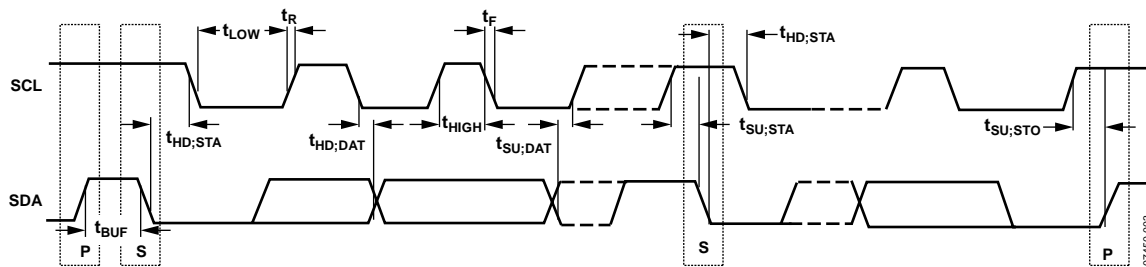 tR
tF
tLOW
tHD;STA
SCL
tHD;STA
tHD;DAT
tHIGH
tSU;DAT
tSU;STA
tSU;STO
SDA
tBUF
P
S
S
P